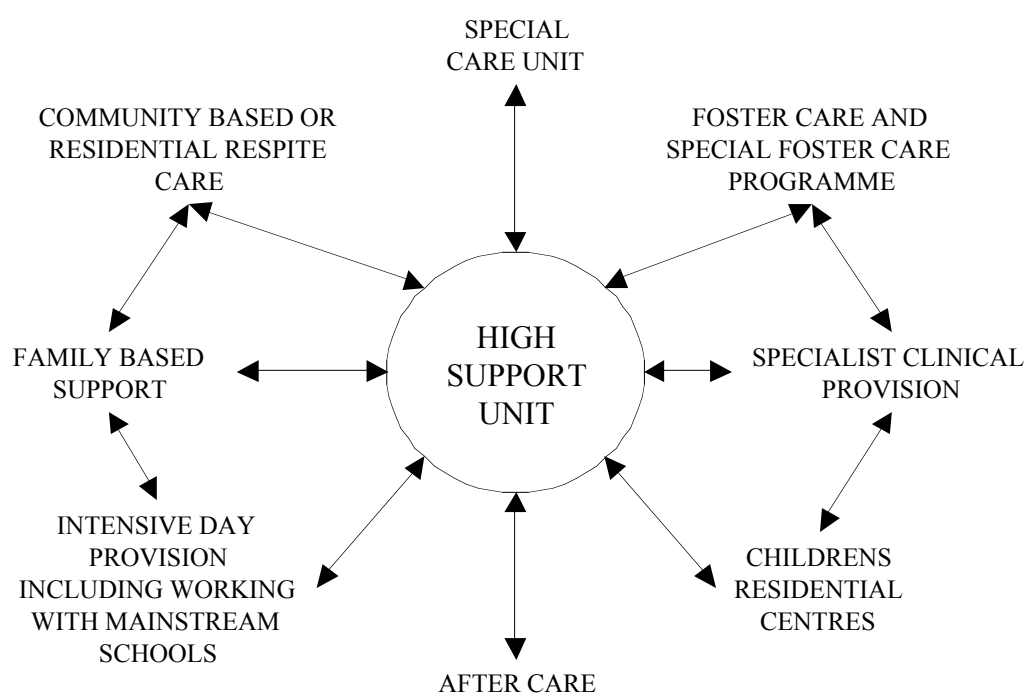 SPECIAL
CARE UNIT
COMMUNITY BASED OR
RESIDENTIAL RESPITE
CARE
FOSTER CARE AND
SPECIAL FOSTER CARE
PROGRAMME
HIGH
SUPPORT
UNIT
FAMILY BASED
SUPPORT
SPECIALIST CLINICAL
PROVISION
INTENSIVE DAY
PROVISION
INCLUDING WORKING
WITH MAINSTREAM
SCHOOLS
CHILDRENS
RESIDENTIAL
CENTRES
AFTER CARE